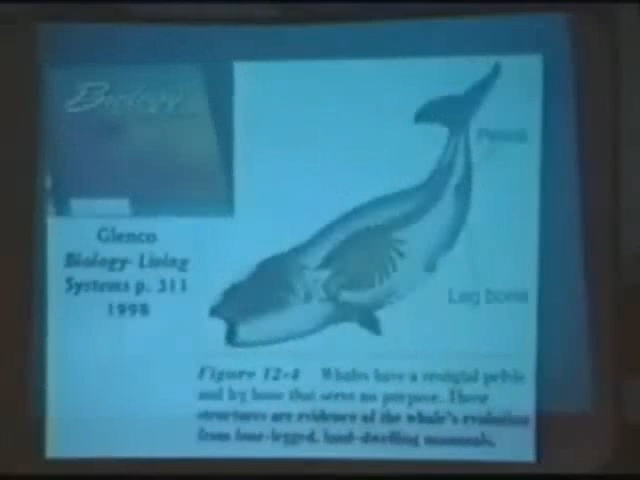 Biology
Pelvis
Glenco
Biology Living
Systems p. 311
1998
Leg bone
Figure 12-4 Whales have a vestigial pelvis
and leg bone that serve no purpose. These
structures are evidence of the whale's evolution
from four-legged, land-dwelling mammals.